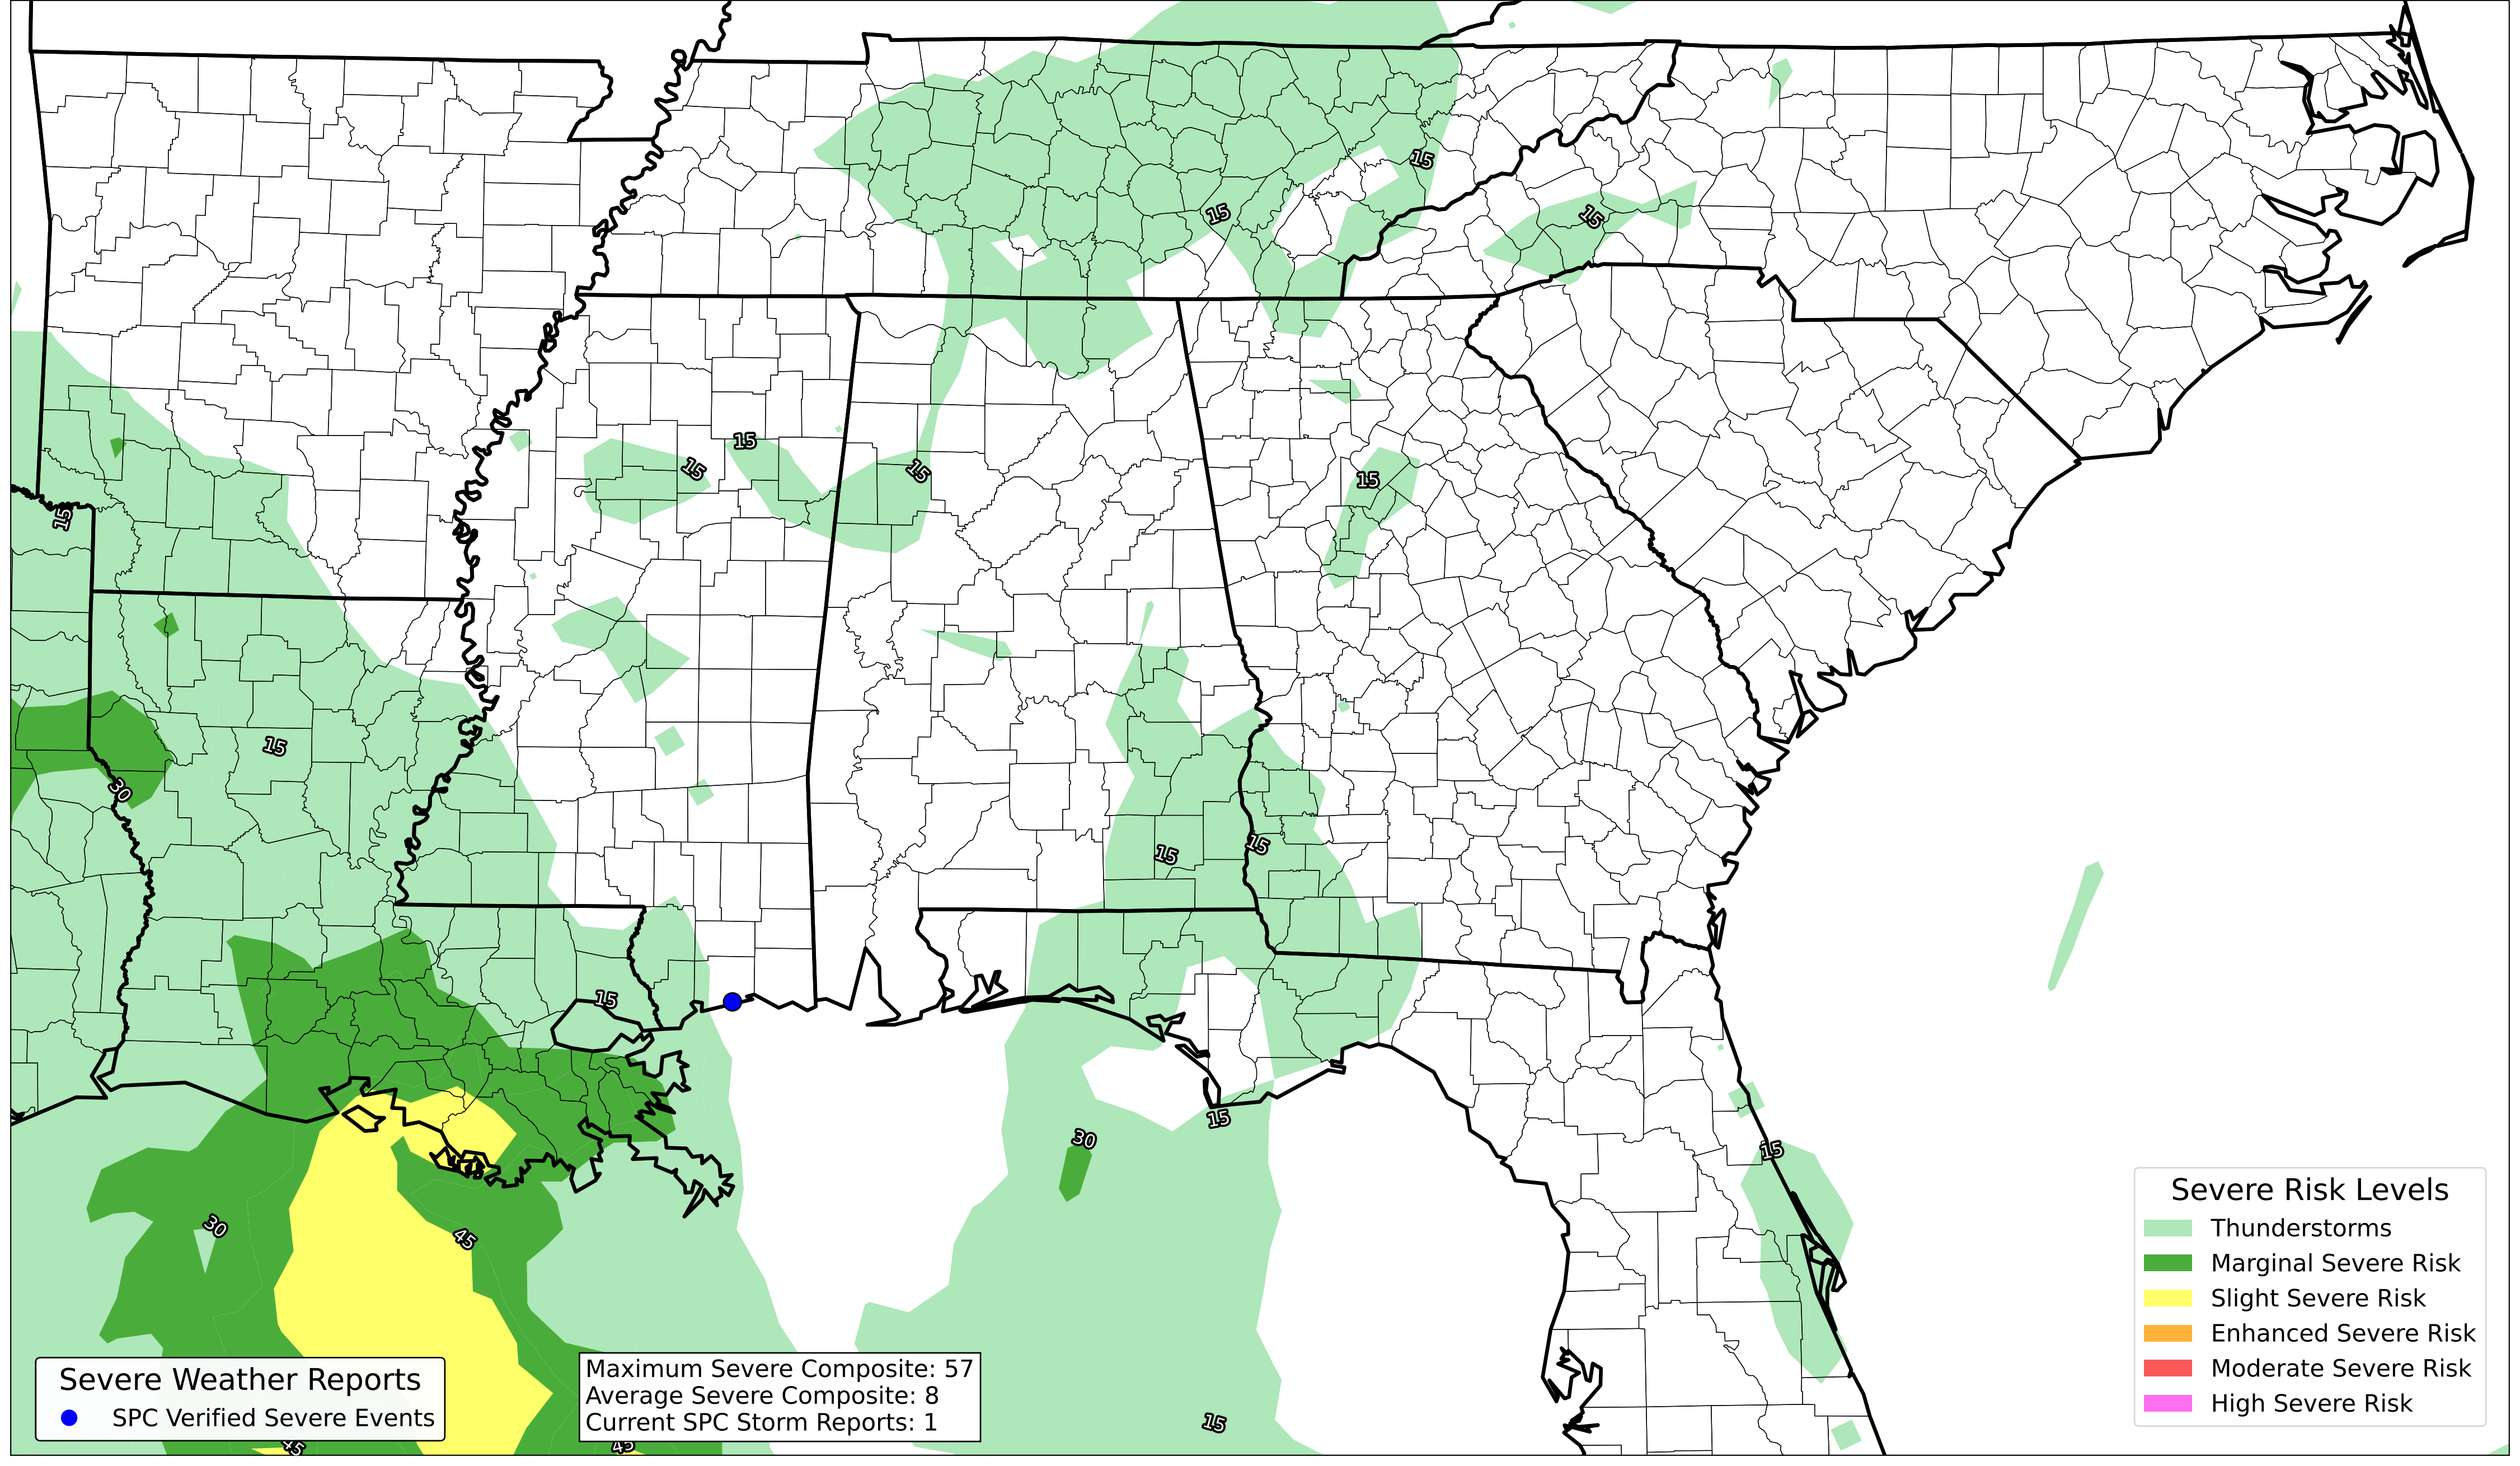 15
15
15
15
15
15
15
15
15
30
15
15
15
15
30
15
30
45
15
45
45
Severe Risk Levels
Thunderstorms
Marginal Severe Risk
Slight Severe Risk
Enhanced Severe Risk
Moderate Severe Risk
High Severe Risk
Severe Weather Reports
SPC Verified Severe Events
Maximum Severe Composite: 57
Average Severe Composite: 8
Current SPC Storm Reports: 1
15